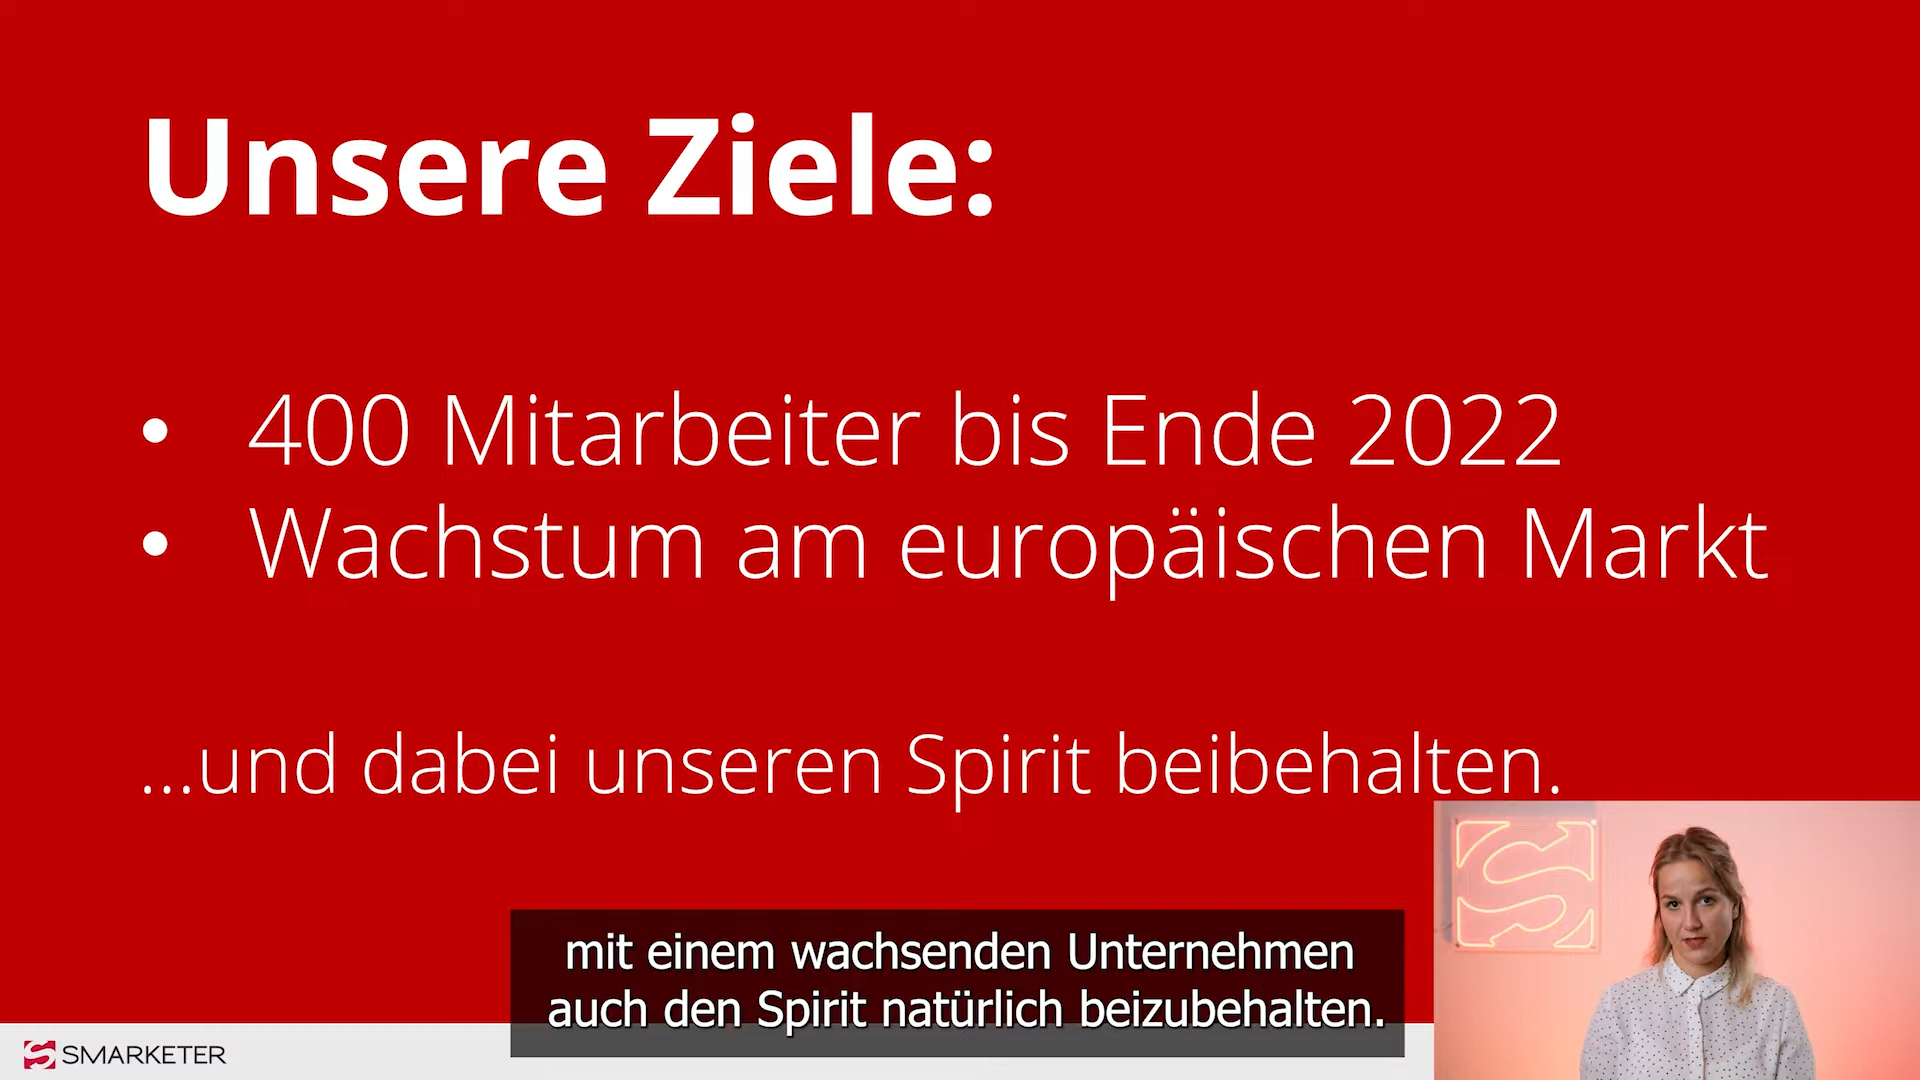 Unsere Ziele:
• 400 Mitarbeiter bis Ende 2022
• Wachstum am europäischen Markt
...und dabei unseren Spirit beibehalten.
mit einem wachsenden Unternehmen
auch den Spirit natürlich beizubehalten.
SMARKETER